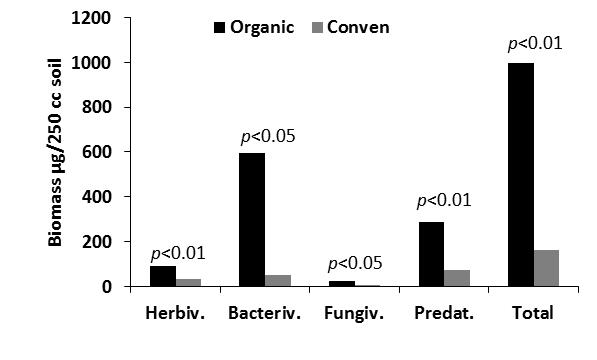 1200
Organic Conven
1000
800
600
400
200
0
Biomass µg/250 cc soil
p<0.01
p<0.05
p<0.05
p<0.01
p<0.01
Herbiv. Bacteriv. Fungiv. Predat. Total